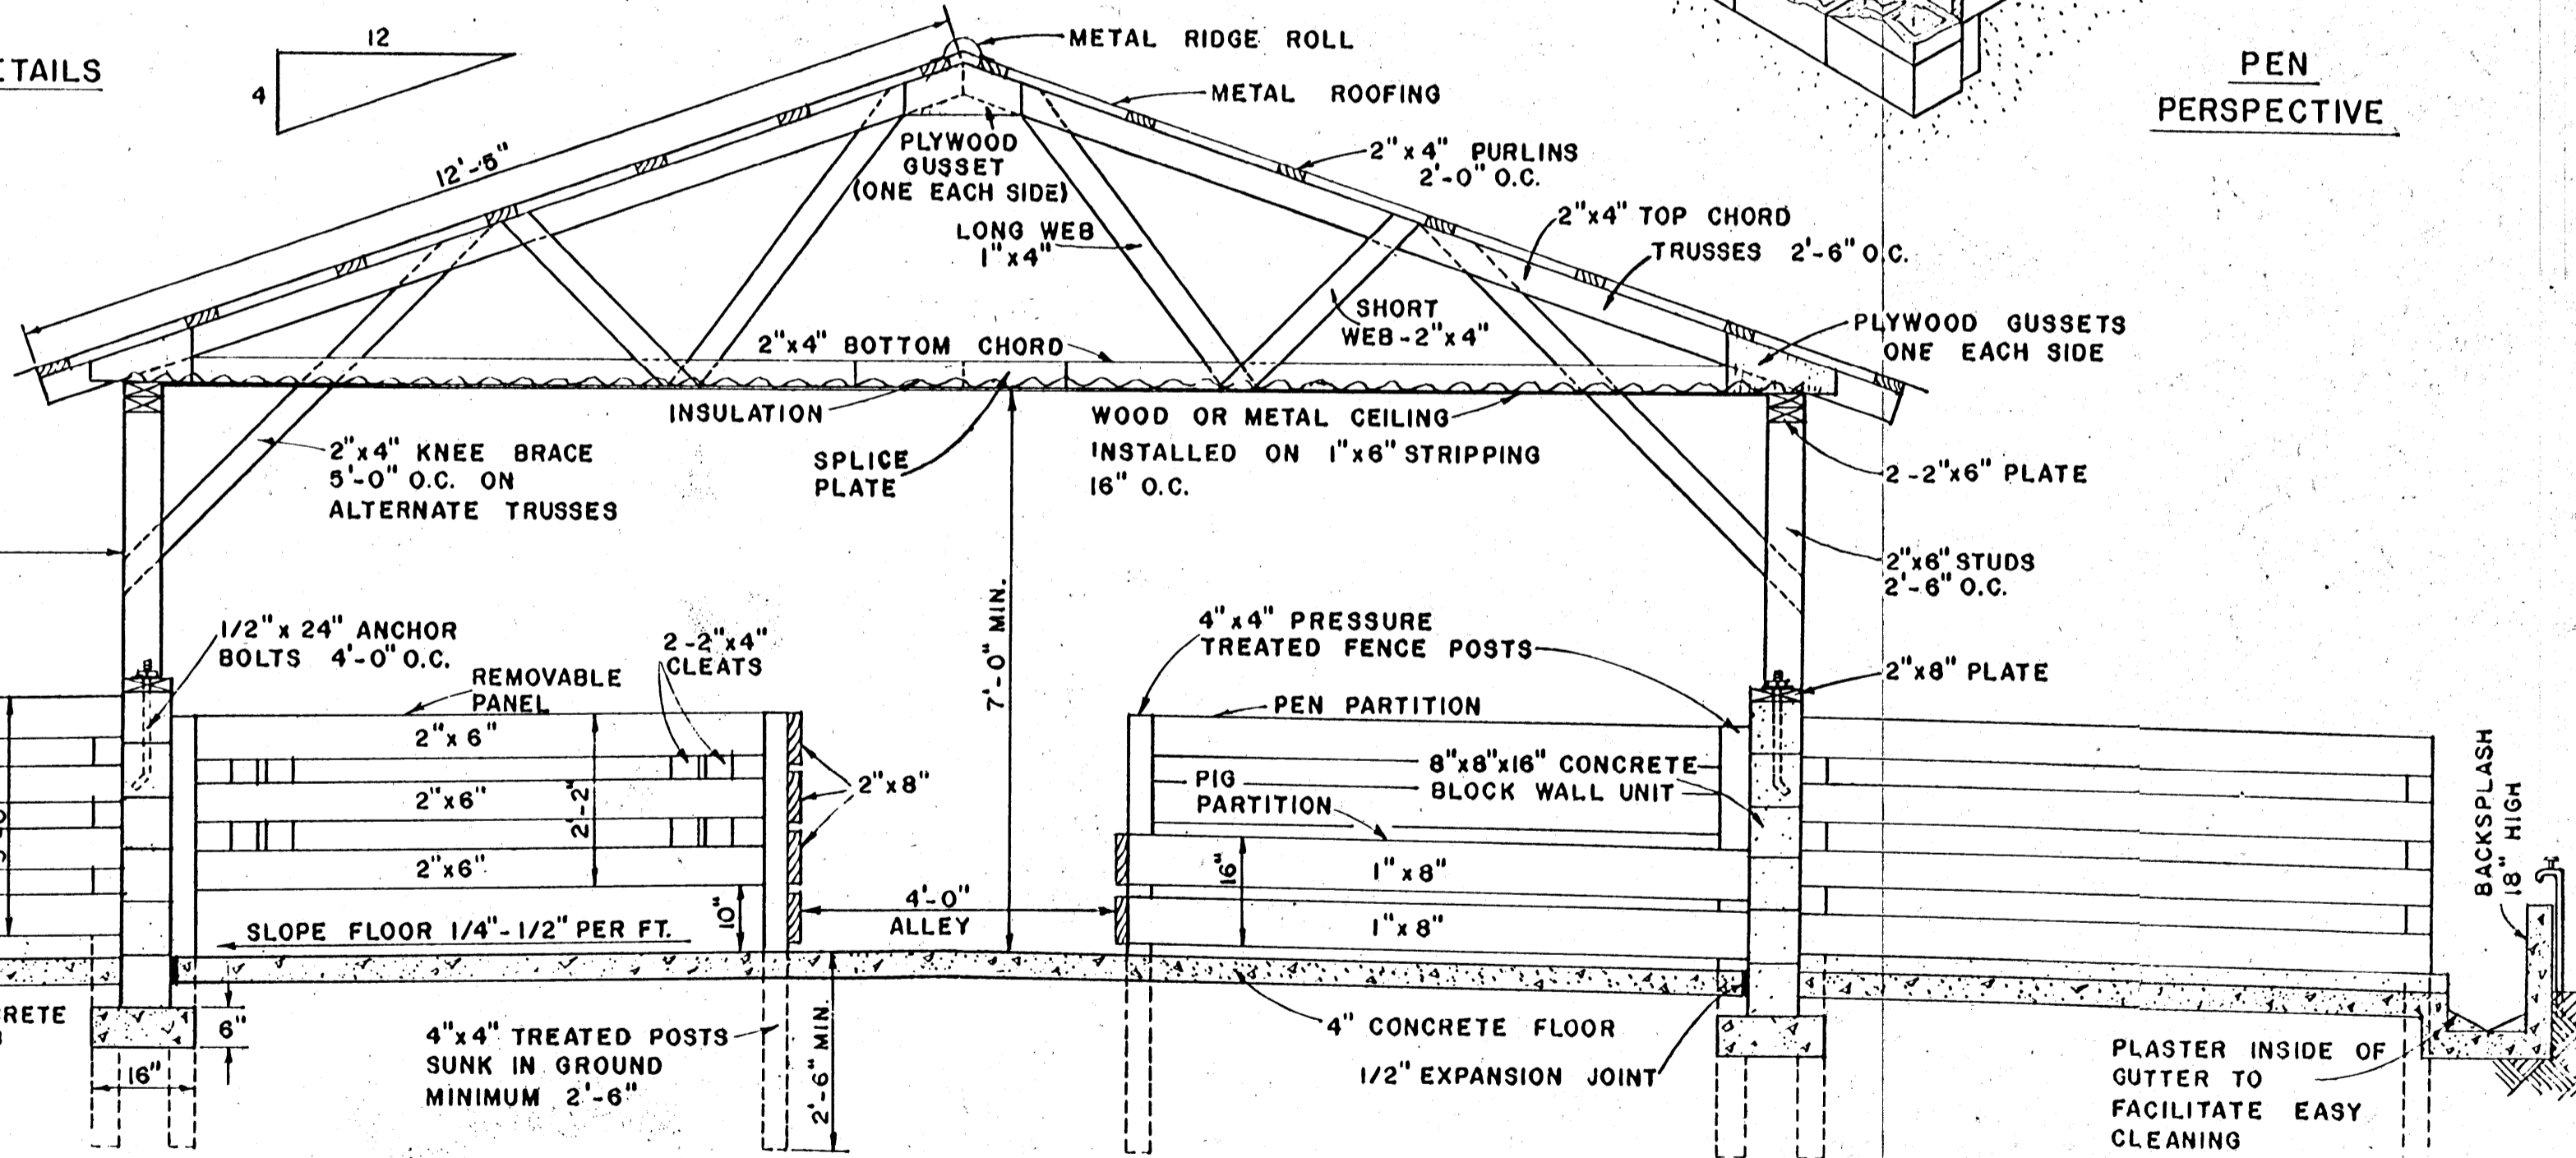 12
4
METAL RIDGE ROLL
METAL ROOFING
PEN
PERSPECTIVE
12'-5"
PLYWOOD
GUSSET
(ONE EACH SIDE)
2"x4" PURLINS
2'-0" O.C.
LONG WEB
1"x4"
2"x4" TOP CHORD
TRUSSES 2'-6" O.C.
SHORT
WEB-2"x4"
PLYWOOD GUSSETS
ONE EACH SIDE
2"x4" BOTTOM CHORD
INSULATION
SPLICE
PLATE
WOOD OR METAL CEILING
INSTALLED ON 1"x6" STRIPPING
16" O.C.
2"x4" KNEE BRACE
5'-0" O.C. ON
ALTERNATE TRUSSES
2-2"x6" PLATE
2"x6" STUDS
2'-6" O.C.
1/2" x 24" ANCHOR
BOLTS 4'-0" O.C.
2-2"x4"
CLEATS
REMOVABLE
PANEL
7'-0" MIN.
4"x4" PRESSURE
TREATED FENCE POSTS
2"x8" PLATE
PEN PARTITION
2"x 6"
2"x6"
2"x6"
2'-2"
2"x8"
PIG
PARTITION
8"x8"x16" CONCRETE
BLOCK WALL UNIT
16"
1"x8"
1"x8"
BACKSPLASH
18" HIGH
SLOPE FLOOR 1/4"-1/2" PER FT.
10"
4'-0"
ALLEY
6"
16"
4"x4" TREATED POSTS
SUNK IN GROUND
MINIMUM 2'-6"
2'-6" MIN
4" CONCRETE FLOOR
1/2" EXPANSION JOINT
PLASTER INSIDE OF
GUTTER TO
FACILITATE EASY
CLEANING